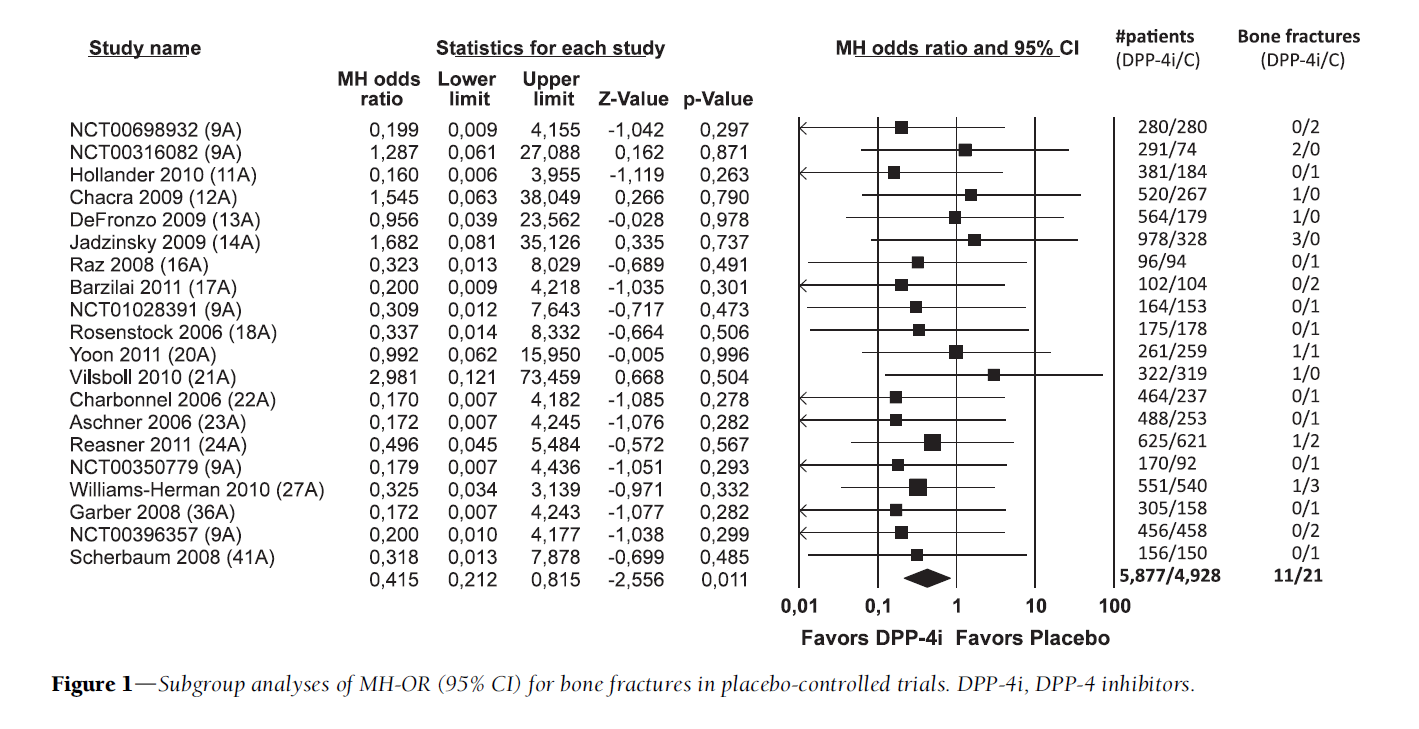 Study name Statistics for each study MH odds ratio and 95% CI #patients Bone fractures
(DPP-4i/C) (DPP-4i/C)
MH odds Lower Upper
ratio limit limit Z-Value p-Value
NCT00698932 (9A) 0,199 0,009 4,155 -1,042 0,297 280/280 0/2
NCT00316082 (9A) 1,287 0,061 27,088 0,162 0,871 291/74 2/0
Hollander 2010 (11A) 0,160 0,006 3,955 -1,119 0,263 381/184 0/1
Chacra 2009 (12A) 1,545 0,063 38,049 0,266 0,790 520/267 1/0
DeFronzo 2009 (13A) 0,956 0,039 23,562 -0,028 0,978 564/179 1/0
Jadzinsky 2009 (14A) 1,682 0,081 35,126 0,335 0,737 978/328 3/0
Raz 2008 (16A) 0,323 0,013 8,029 -0,689 0,491 96/94 0/1
Barzilai 2011 (17A) 0,200 0,009 4,218 -1,035 0,301 102/104 0/2
NCT01028391 (9A) 0,309 0,012 7,643 -0,717 0,473 164/153 0/1
Rosenstock 2006 (18A) 0,337 0,014 8,332 -0,664 0,506 175/178 0/1
Yoon 2011 (20A) 0,992 0,062 15,950 -0,005 0,996 261/259 1/1
Vilsboll 2010 (21A) 2,981 0,121 73,459 0,668 0,504 322/319 1/0
Charbonnel 2006 (22A) 0,170 0,007 4,182 -1,085 0,278 464/237 0/1
Aschner 2006 (23A) 0,172 0,007 4,245 -1,076 0,282 488/253 0/1
Reasner 2011 (24A) 0,496 0,045 5,484 -0,572 0,567 625/621 1/2
NCT00350779 (9A) 0,179 0,007 4,436 -1,051 0,293 170/92 0/1
Williams-Herman 2010 (27A) 0,325 0,034 3,139 -0,971 0,332 551/540 1/3
Garber 2008 (36A) 0,172 0,007 4,243 -1,077 0,282 305/158 0/1
NCT00396357 (9A) 0,200 0,010 4,177 -1,038 0,299 456/458 0/2
Scherbaum 2008 (41A) 0,318 0,013 7,878 -0,699 0,485 156/150 0/1
0,415 0,212 0,815 -2,556 0,011 5,877/4,928 11/21
0,01 0,1 1 10 100
Favors DPP-4i Favors Placebo
Figure 1—Subgroup analyses of MH-OR (95% CI) for bone fractures in placebo-controlled trials. DPP-4i, DPP-4 inhibitors.